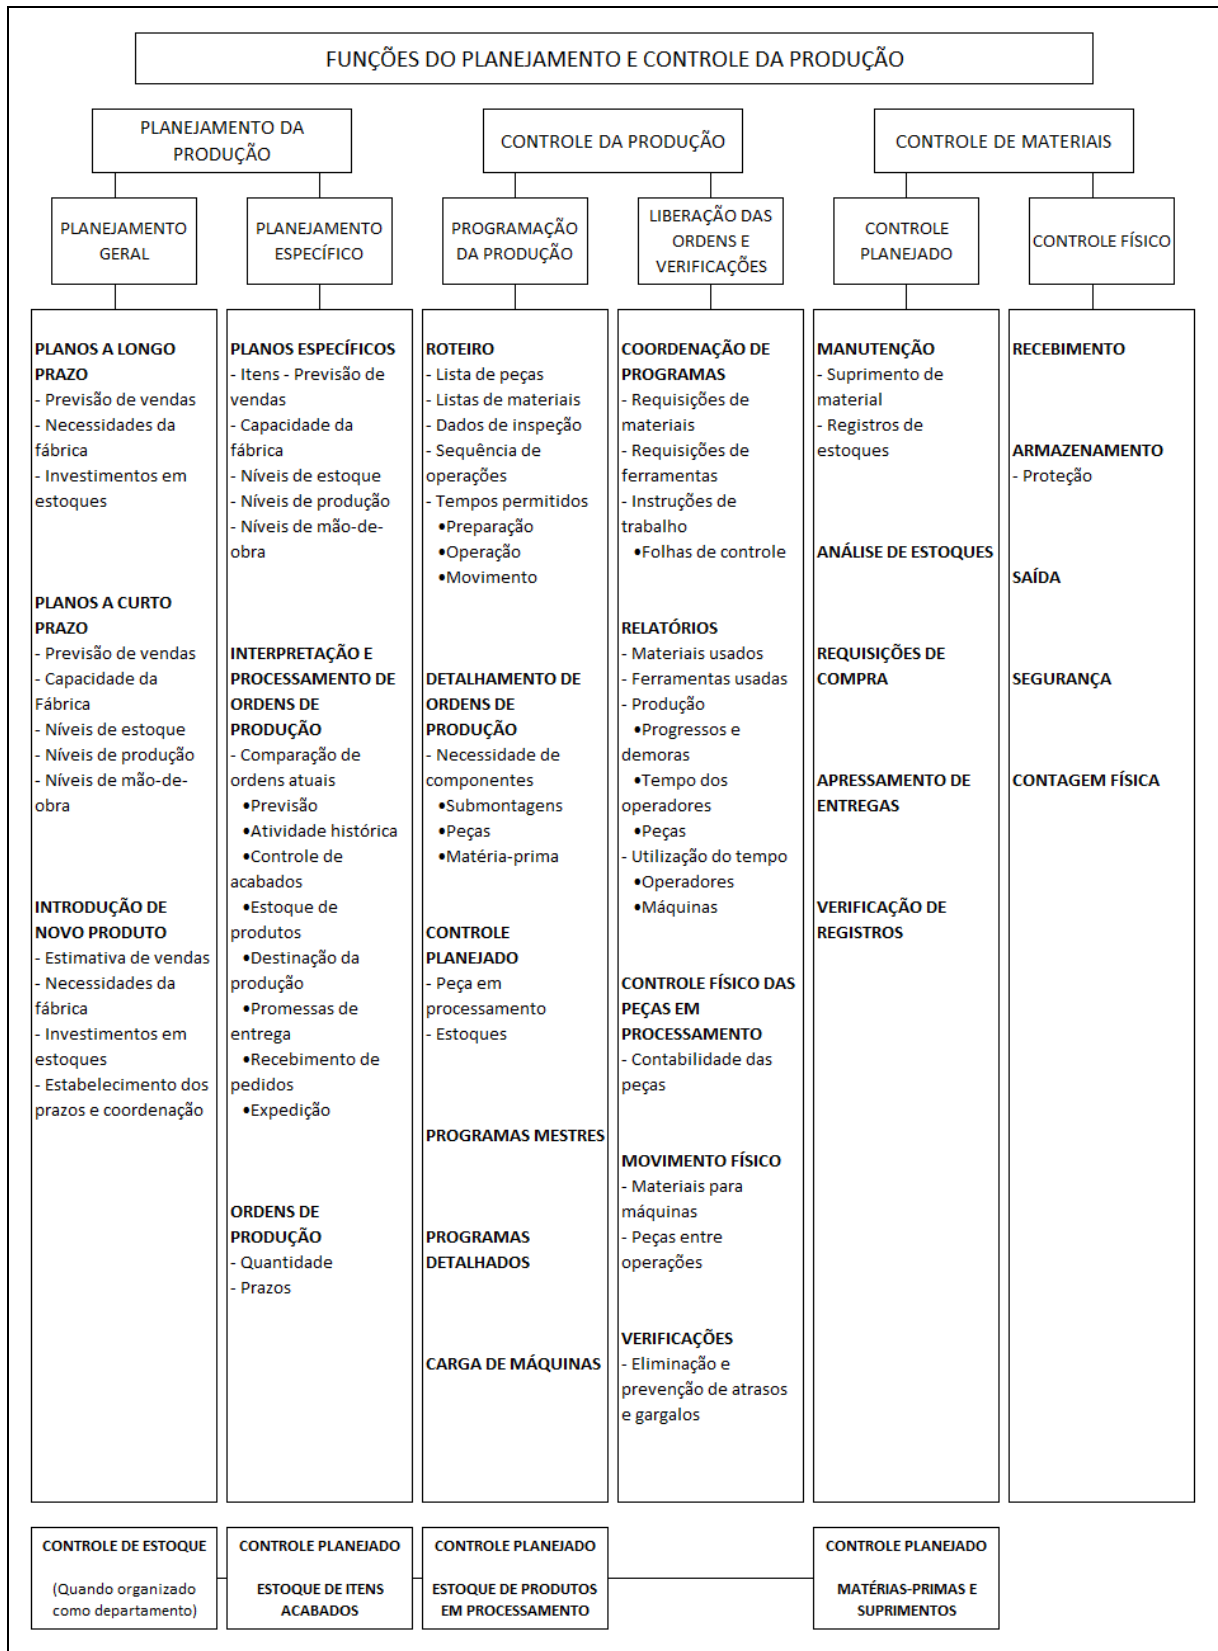 FUNÇÕES DO PLANEJAMENTO E CONTROLE DA PRODUÇÃO
PLANEJAMENTO DA
PRODUÇÃO
CONTROLE DA PRODUÇÃO
CONTROLE DE MATERIAIS
PLANEJAMENTO
GERAL
PLANEJAMENTO
ESPECÍFICO
PROGRAMAÇÃO
DA PRODUÇÃO
LIBERAÇÃO DAS
ORDENS E
VERIFICAÇÕES
CONTROLE
PLANEJADO
CONTROLE FÍSICO
PLANOS A LONGO
PRAZO
- Previsão de vendas
- Necessidades da
fábrica
- Investimentos em
estoques
PLANOS A CURTO
PRAZO
- Previsão de vendas
- Capacidade da
Fábrica
- Níveis de estoque
- Níveis de produção
- Níveis de mão-de-
obra
INTRODUÇÃO DE
NOVO PRODUTO
- Estimativa de vendas
- Necessidades da
fábrica
- Investimentos em
estoques
- Estabelecimento dos
prazos e coordenação
PLANOS ESPECÍFICOS
- Itens - Previsão de
vendas
- Capacidade da
fábrica
- Níveis de estoque
- Níveis de produção
- Níveis de mão-de-
obra
INTERPRETAÇÃO E
PROCESSAMENTO DE
ORDENS DE
PRODUÇÃO
- Comparação de
ordens atuais
•Previsão
•Atividade histórica
•Controle de
acabados
•Estoque de
produtos
•Destinação da
produção
•Promessas de
entrega
•Recebimento de
pedidos
•Expedição
ORDENS DE
PRODUÇÃO
- Quantidade
- Prazos
ROTEIRO
- Lista de peças
- Listas de materiais
- Dados de inspeção
- Sequência de
operações
- Tempos permitidos
•Preparação
•Operação
•Movimento
DETALHAMENTO DE
ORDENS DE
PRODUÇÃO
- Necessidade de
componentes
•Submontagens
•Peças
•Matéria-prima
CONTROLE
PLANEJADO
- Peça em
processamento
- Estoques
PROGRAMAS MESTRES
PROGRAMAS
DETALHADOS
CARGA DE MÁQUINAS
COORDENAÇÃO DE
PROGRAMAS
- Requisições de
materiais
- Requisições de
ferramentas
- Instruções de
trabalho
•Folhas de controle
RELATÓRIOS
- Materiais usados
- Ferramentas usadas
- Produção
•Progressos e
demoras
•Tempo dos
operadores
•Peças
- Utilização do tempo
•Operadores
•Máquinas
CONTROLE FÍSICO DAS
PEÇAS EM
PROCESSAMENTO
- Contabilidade das
peças
MOVIMENTO FÍSICO
- Materiais para
máquinas
- Peças entre
operações
VERIFICAÇÕES
- Eliminação e
prevenção de atrasos
e gargalos
MANUTENÇÃO
- Suprimento de
material
- Registros de
estoques
ANÁLISE DE ESTOQUES
REQUISIÇÕES DE
COMPRA
APRESSAMENTO DE
ENTREGAS
VERIFICAÇÃO DE
REGISTROS
RECEBIMENTO
ARMAZENAMENTO
- Proteção
SAÍDA
SEGURANÇA
CONTAGEM FÍSICA
CONTROLE DE ESTOQUE
(Quando organizado
como departamento)
CONTROLE PLANEJADO
ESTOQUE DE ITENS
ACABADOS
CONTROLE PLANEJADO
ESTOQUE DE PRODUTOS
EM PROCESSAMENTO
CONTROLE PLANEJADO
MATÉRIAS-PRIMAS E
SUPRIMENTOS